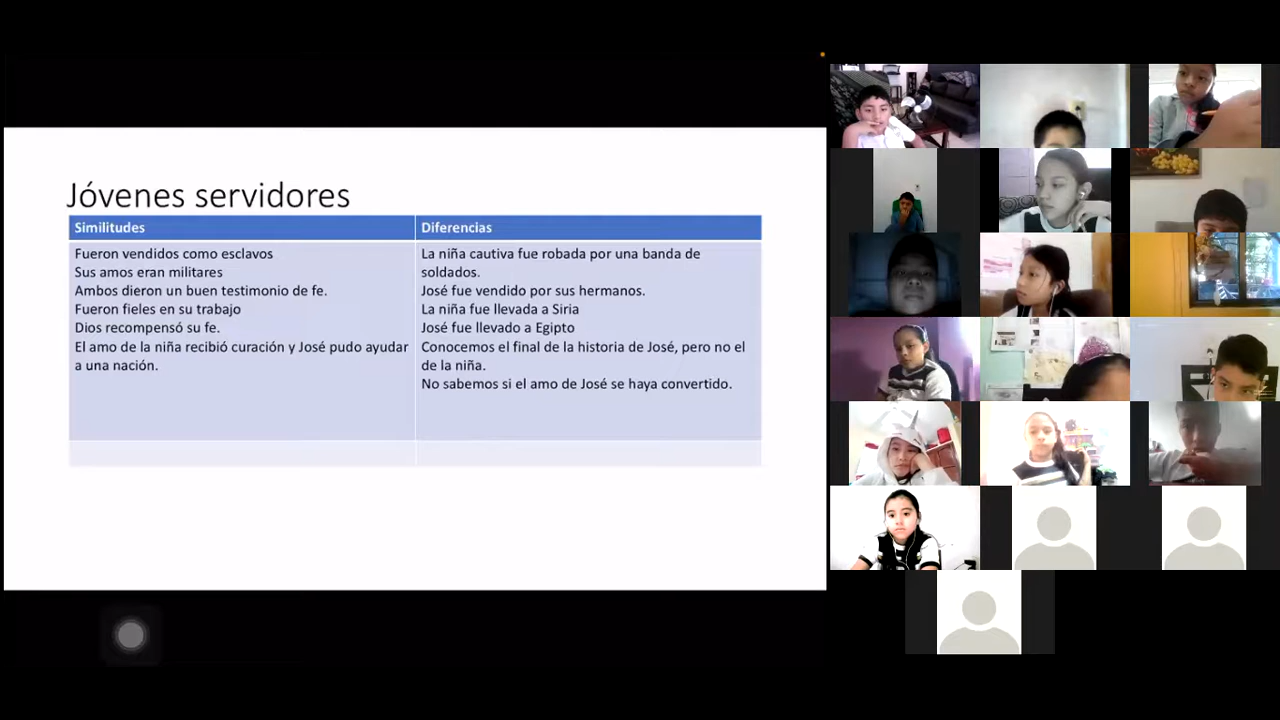 Jóvenes servidores
Similitudes
Fueron vendidos como esclavos
Sus amos eran militares
Ambos dieron un buen testimonio de fe.
Fueron fieles en su trabajo
Dios recompensó su fe.
El amo de la niña recibió curación y José pudo ayudar
a una nación.
Diferencias
La niña cautiva fue robada por una banda de
soldados.
José fue vendido por sus hermanos.
La niña fue llevada a Siria
José fue llevado a Egipto
Conocemos el final de la historia de José, pero no el
de la niña.
No sabemos si el amo de José se haya convertido.